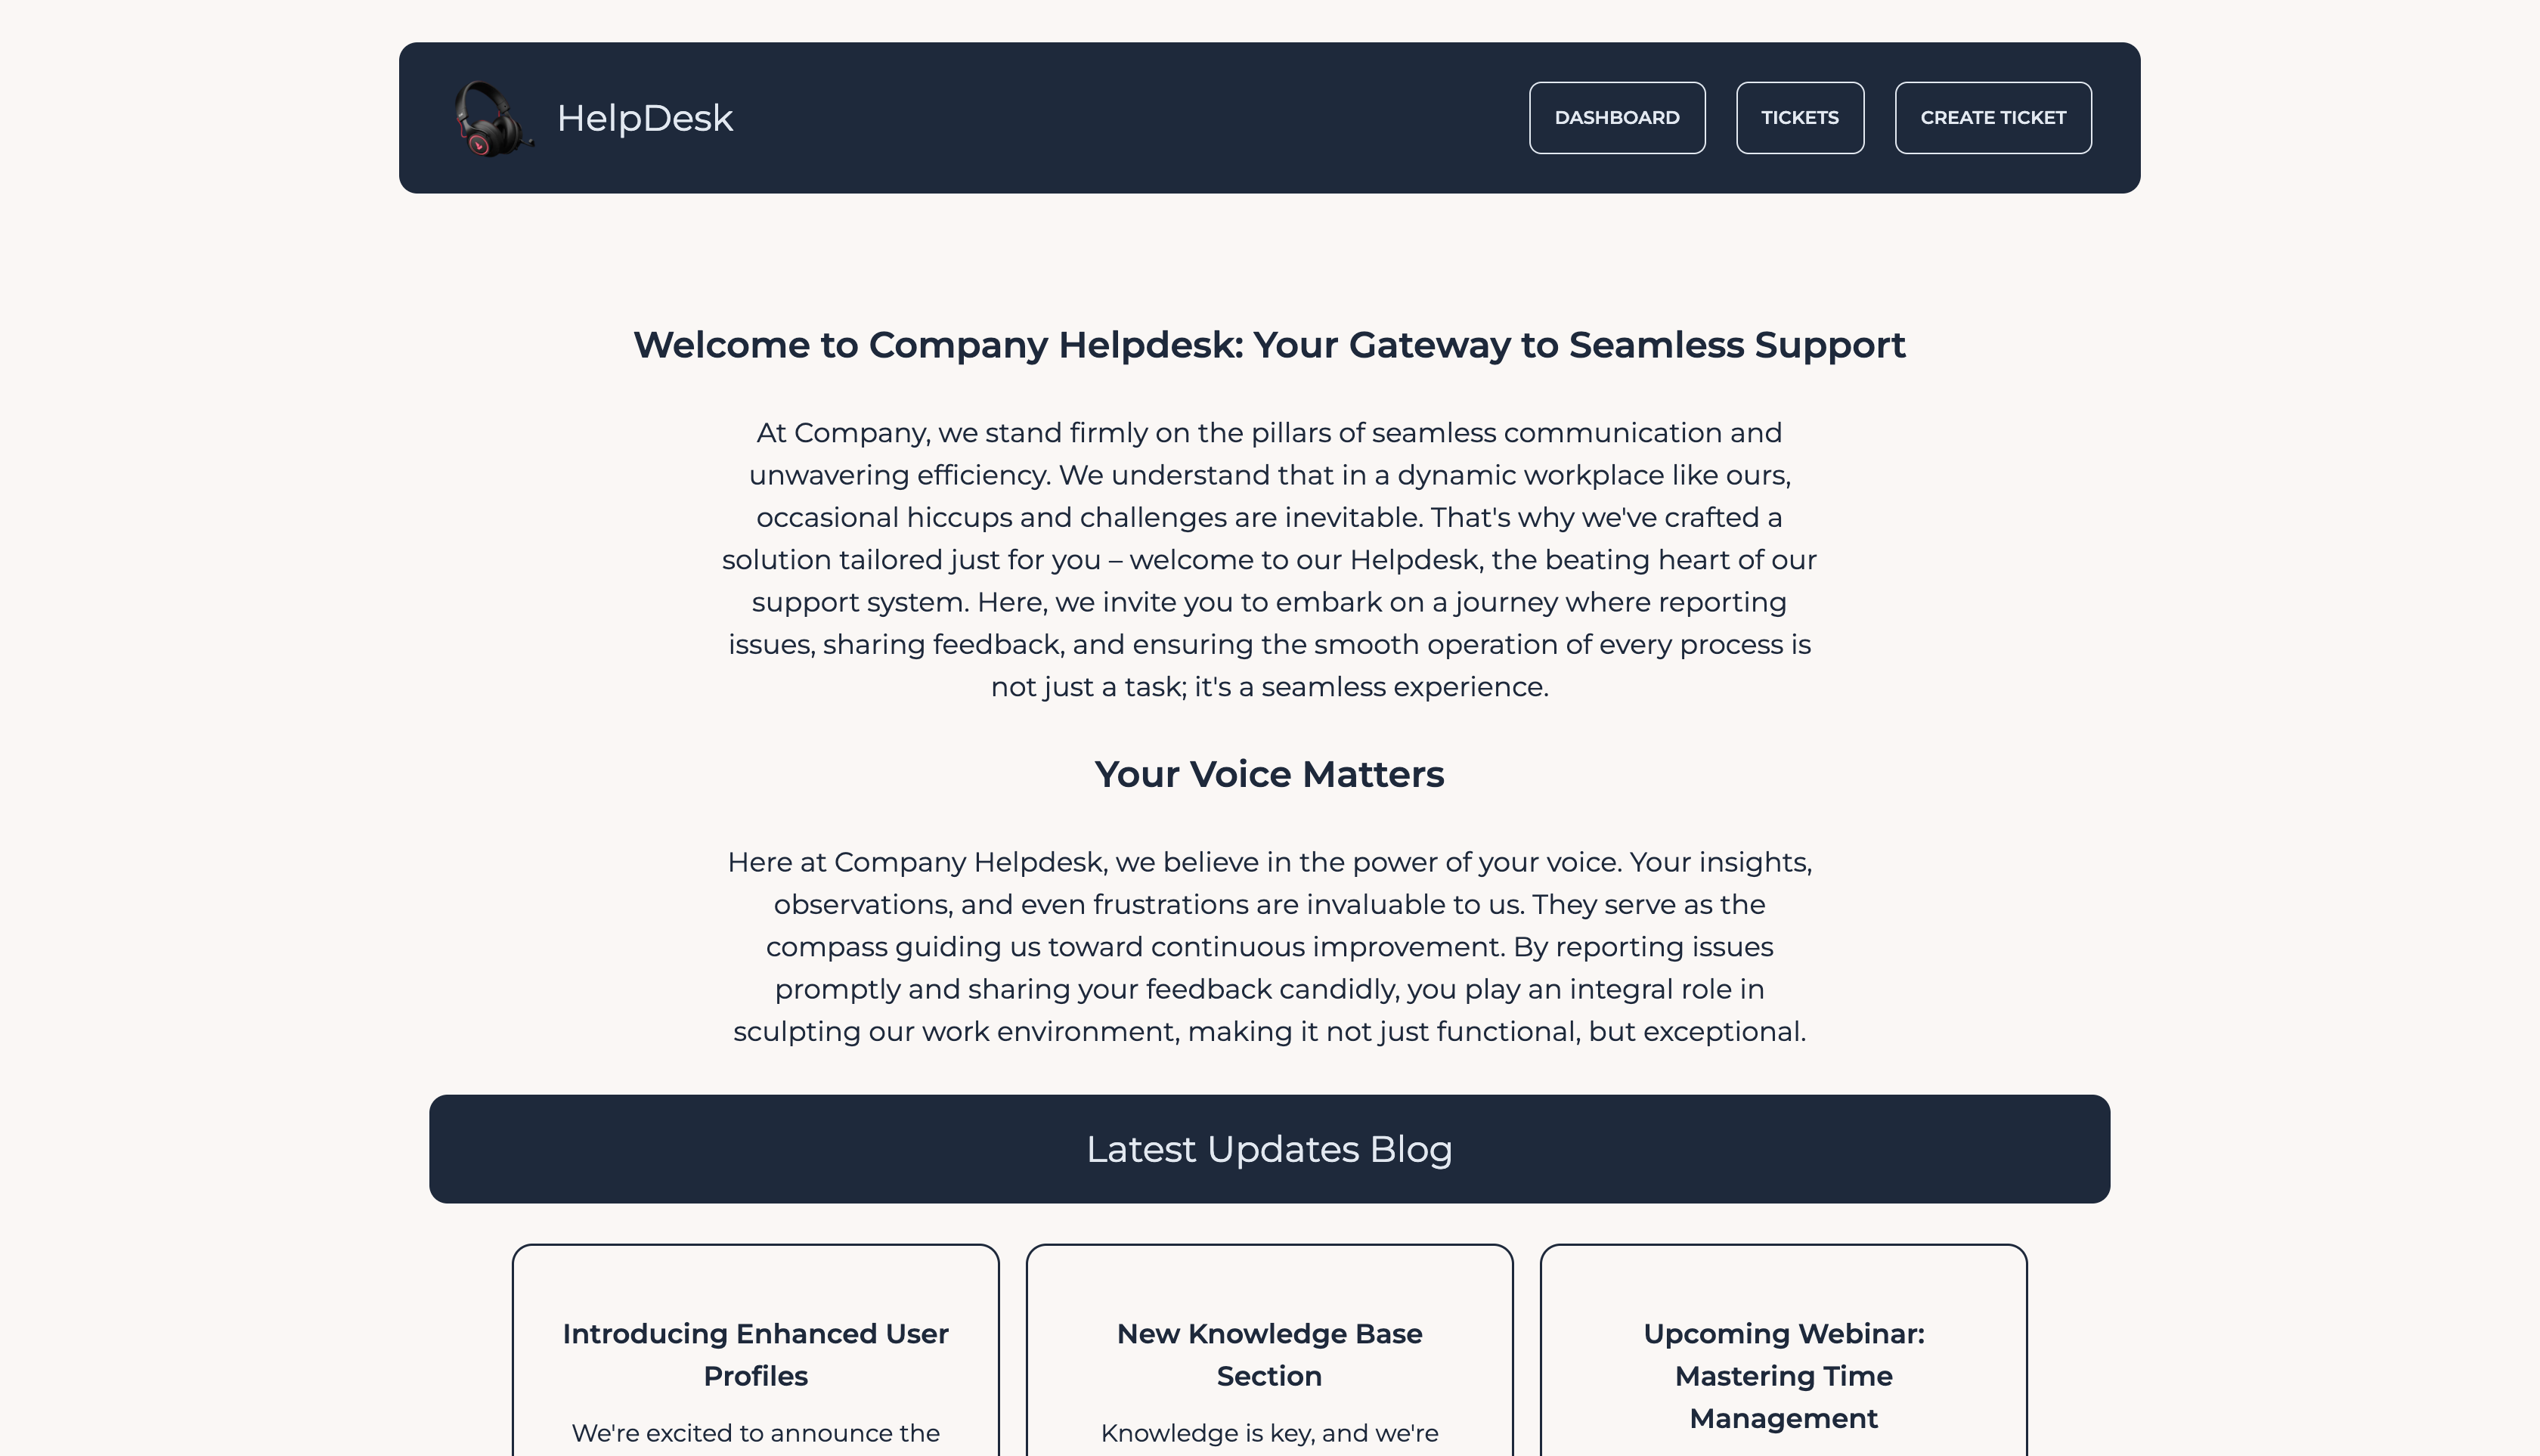 HelpDesk
DASHBOARD
TICKETS
CREATE TICKET
Welcome to Company Helpdesk: Your Gateway to Seamless Support
At Company, we stand firmly on the pillars of seamless communication and
unwavering efficiency. We understand that in a dynamic workplace like ours,
occasional hiccups and challenges are inevitable. That's why we've crafted a
solution tailored just for you – welcome to our Helpdesk, the beating heart of our
support system. Here, we invite you to embark on a journey where reporting
issues, sharing feedback, and ensuring the smooth operation of every process is
not just a task; it's a seamless experience.
Your Voice Matters
Here at Company Helpdesk, we believe in the power of your voice. Your insights,
observations, and even frustrations are invaluable to us. They serve as the
compass guiding us toward continuous improvement. By reporting issues
promptly and sharing your feedback candidly, you play an integral role in
sculpting our work environment, making it not just functional, but exceptional.
Latest Updates Blog
Introducing Enhanced User
Profiles
We're excited to announce the
New Knowledge Base
Section
Knowledge is key, and we're
Upcoming Webinar:
Mastering Time
Management